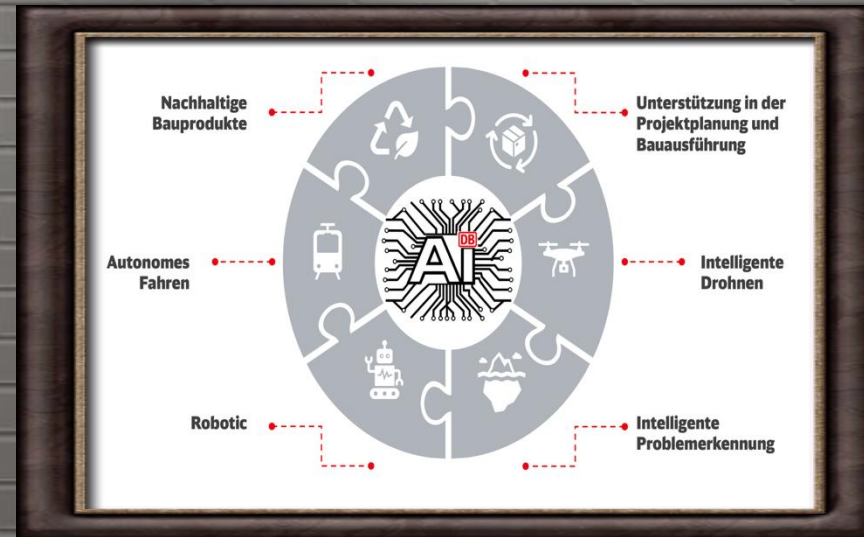 Nachhaltige
Bauprodukte
Unterstützung in der
Projektplanung und
Bauausführung
Autonomes
Fahren
AI
DB
Intelligente
Drohnen
Robotic
Intelligente
Problemerkennung